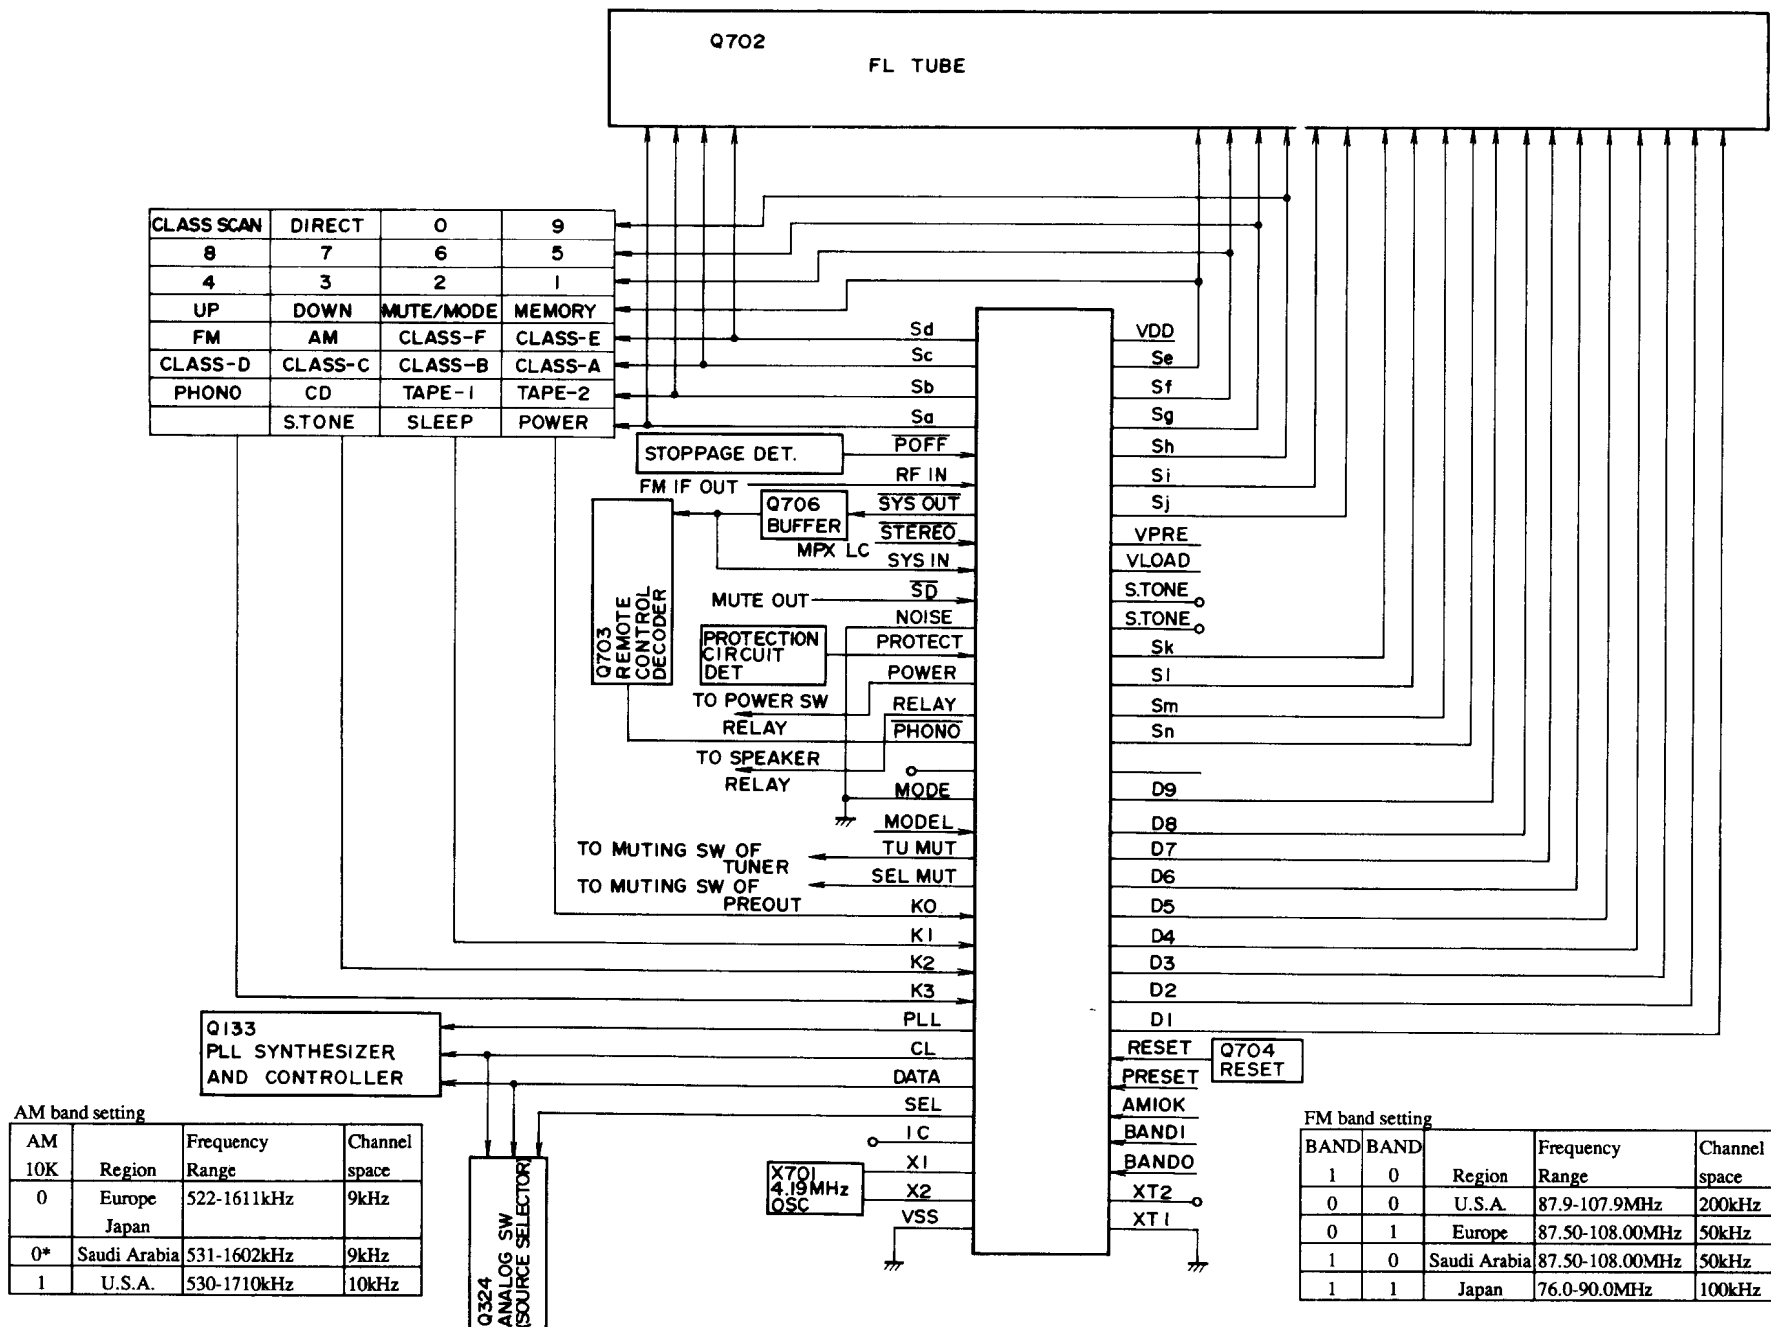 Q702
FL TUBE
CLASS SCAN DIRECT 0 9
8 7 6 5
4 3 2 1
UP DOWN MUTE/MODE MEMORY
FM AM CLASS-F CLASS-E
CLASS-D CLASS-C CLASS-B CLASS-A
PHONO CD TAPE-1 TAPE-2
S.TONE SLEEP POWER
STOPPAGE DET.
FM IF OUT
Q706
BUFFER
MPX LC
Q703
REMOTE
CONTROL
DECODER
MUTE OUT
PROTECTION
CIRCUIT
DET
TO POWER SW
RELAY
TO SPEAKER
RELAY
TO MUTING SW OF
TUNER
TO MUTING SW OF
PREOUT
Sd
Sc
Sb
Sa
POFF
RF IN
SYS OUT
STEREO
SYS IN
SD
NOISE
PROTECT
POWER
RELAY
PHONO
MODE
MODEL
TU MUT
SEL MUT
K0
K1
K2
K3
PLL
CL
DATA
SEL
IC
X1
X2
VSS
VDD
Se
Sf
Sg
Sh
Si
Sj
VPRE
VLOAD
S.TONE
S.TONE
Sk
Sl
Sm
Sn
D9
D8
D7
D6
D5
D4
D3
D2
D1
RESET
PRESET
AM10K
BAND1
BAND0
XT2
XT1
Q704
RESET
Q133
PLL SYNTHESIZER
AND CONTROLLER
X701
4.19MHz
OSC
Q324
ANALOG SW
(SOURCE SELECTOR)
AM band setting
AM Frequency Channel
10K Region Range space
0 Europe 522-1611kHz 9kHz
Japan
0* Saudi Arabia 531-1602kHz 9kHz
1 U.S.A. 530-1710kHz 10kHz
FM band setting
BAND BAND Frequency Channel
1 0 Region Range space
0 0 U.S.A. 87.9-107.9MHz 200kHz
0 1 Europe 87.50-108.00MHz 50kHz
1 0 Saudi Arabia 87.50-108.00MHz 50kHz
1 1 Japan 76.0-90.0MHz 100kHz